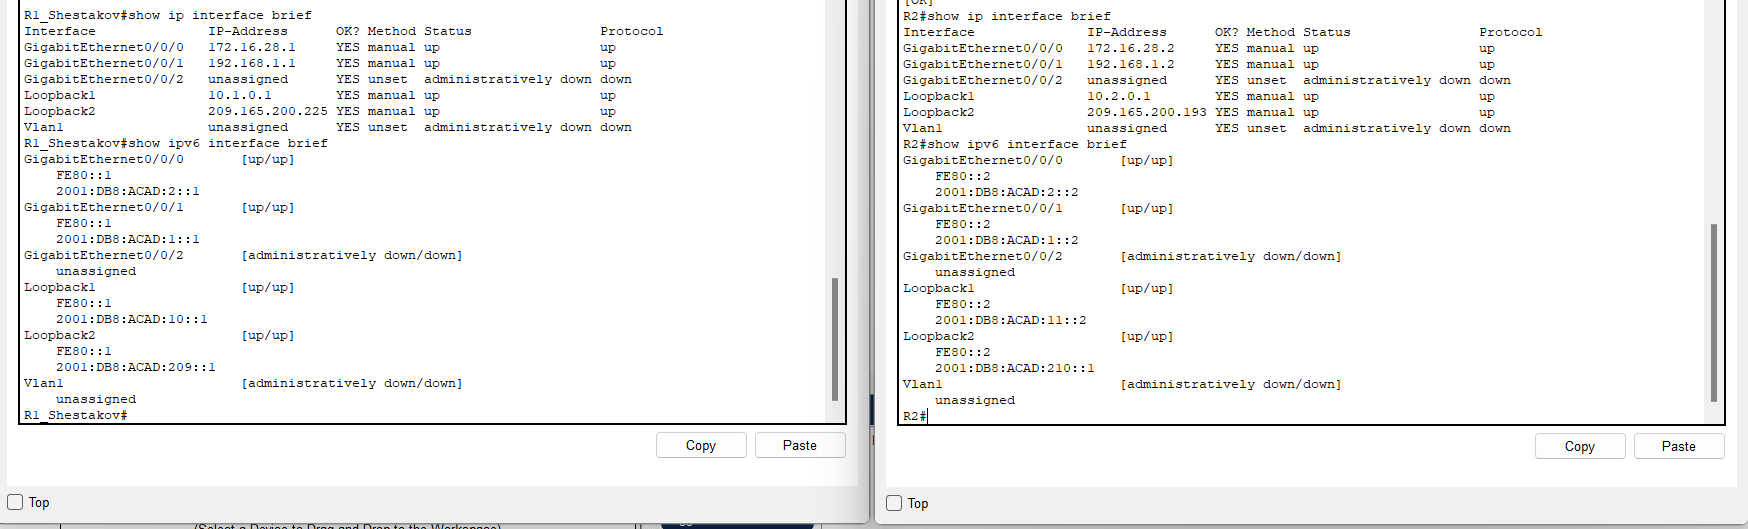 R1_Shestakov#show ip interface brief
Interface IP-Address OK? Method Status Protocol
GigabitEthernet0/0/0 172.16.28.1 YES manual up up
GigabitEthernet0/0/1 192.168.1.1 YES manual up up
GigabitEthernet0/0/2 unassigned YES unset administratively down down
Loopback1 10.1.0.1 YES manual up up
Loopback2 209.165.200.225 YES manual up up
Vlan1 unassigned YES unset administratively down down
R1_Shestakov#show ipv6 interface brief
GigabitEthernet0/0/0 [up/up]
FE80::1
2001:DB8:ACAD:2::1
GigabitEthernet0/0/1 [up/up]
FE80::1
2001:DB8:ACAD:1::1
GigabitEthernet0/0/2 [administratively down/down]
unassigned
Loopback1 [up/up]
FE80::1
2001:DB8:ACAD:10::1
Loopback2 [up/up]
FE80::1
2001:DB8:ACAD:209::1
Vlan1 [administratively down/down]
unassigned
R1_Shestakov#
Copy Paste
Top
(Select a Device to Drag and Drop to the Workspace)
[OK]
R2#show ip interface brief
Interface IP-Address OK? Method Status Protocol
GigabitEthernet0/0/0 172.16.28.2 YES manual up up
GigabitEthernet0/0/1 192.168.1.2 YES manual up up
GigabitEthernet0/0/2 unassigned YES unset administratively down down
Loopback1 10.2.0.1 YES manual up up
Loopback2 209.165.200.193 YES manual up up
Vlan1 unassigned YES unset administratively down down
R2#show ipv6 interface brief
GigabitEthernet0/0/0 [up/up]
FE80::2
2001:DB8:ACAD:2::2
GigabitEthernet0/0/1 [up/up]
FE80::2
2001:DB8:ACAD:1::2
GigabitEthernet0/0/2 [administratively down/down]
unassigned
Loopback1 [up/up]
FE80::2
2001:DB8:ACAD:11::2
Loopback2 [up/up]
FE80::2
2001:DB8:ACAD:210::1
Vlan1 [administratively down/down]
unassigned
R2#
Copy Paste
Top